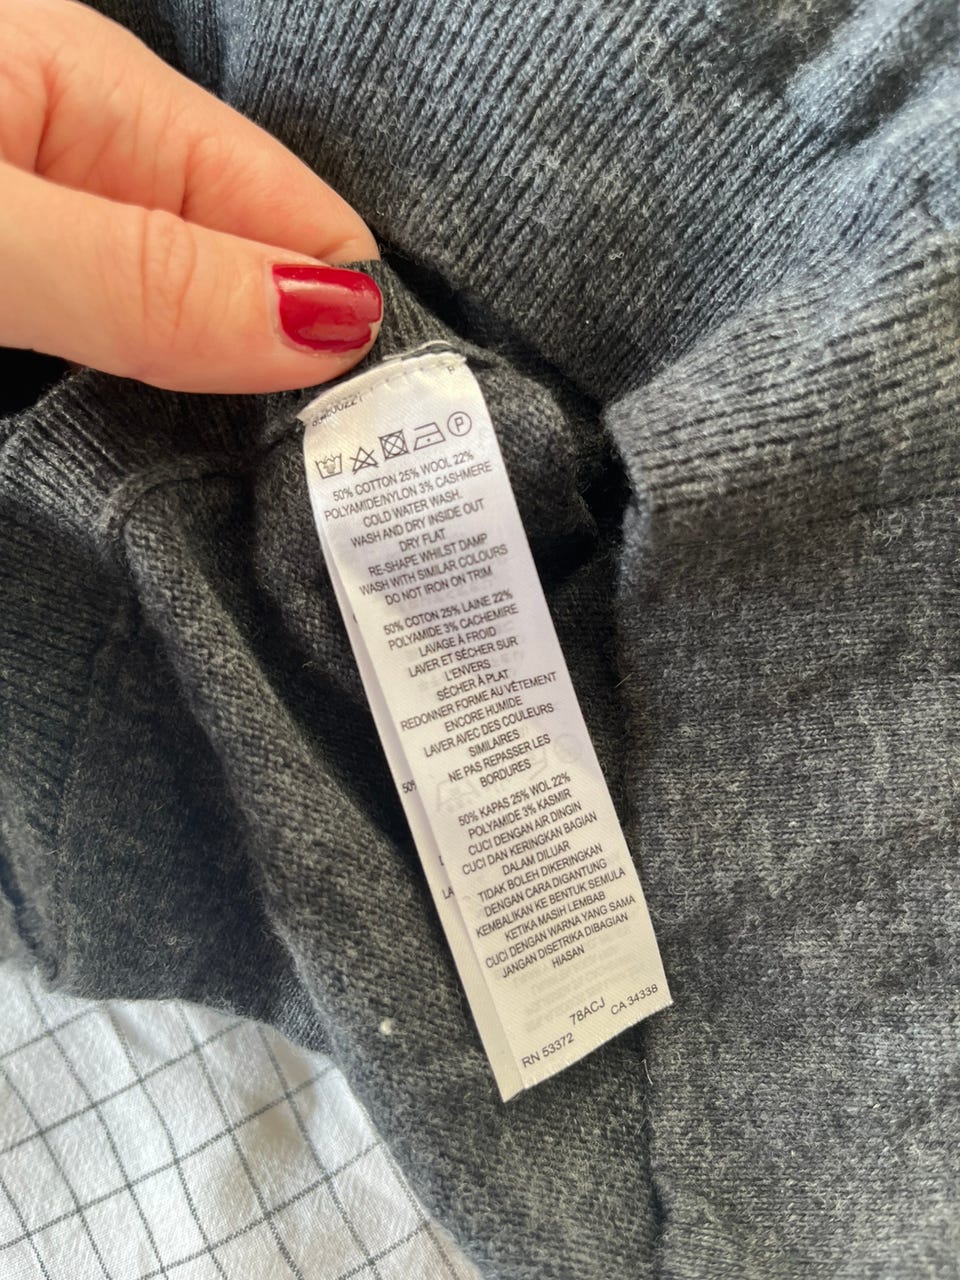 P
P
50% COTTON 25% WOOL 22%
POLYAMIDE/NYLON 3% CASHMERE
COLD WATER WASH.
WASH AND DRY INSIDE OUT
DRY FLAT
RE-SHAPE WHILST DAMP
WASH WITH SIMILAR COLOURS
DO NOT IRON ON TRIM
50% COTON 25% LAINE 22%
POLYAMIDE 3% CACHEMIRE
LAVAGE À FROID
LAVER ET SÉCHER SUR
L'ENVERS
SÉCHER À PLAT
REDONNER FORME AU VÊTEMENT
ENCORE HUMIDE
LAVER AVEC DES COULEURS
SIMILAIRES
NE PAS REPASSER LES
BORDURES
50% KAPAS 25% WOL 22%
POLYAMIDE 3% KASMIR
CUCI DENGAN AIR DINGIN
CUCI DAN KERINGKAN BAGIAN
DALAM DILUAR
TIDAK BOLEH DIKERINGKAN
DENGAN CARA DIGANTUNG
KEMBALIKAN KE BENTUK SEMULA
KETIKA MASIH LEMBAB
CUCI DENGAN WARNA YANG SAMA
JANGAN DISETRIKA DIBAGIAN
HIASAN
78ACJ
RN 53372 CA 34338